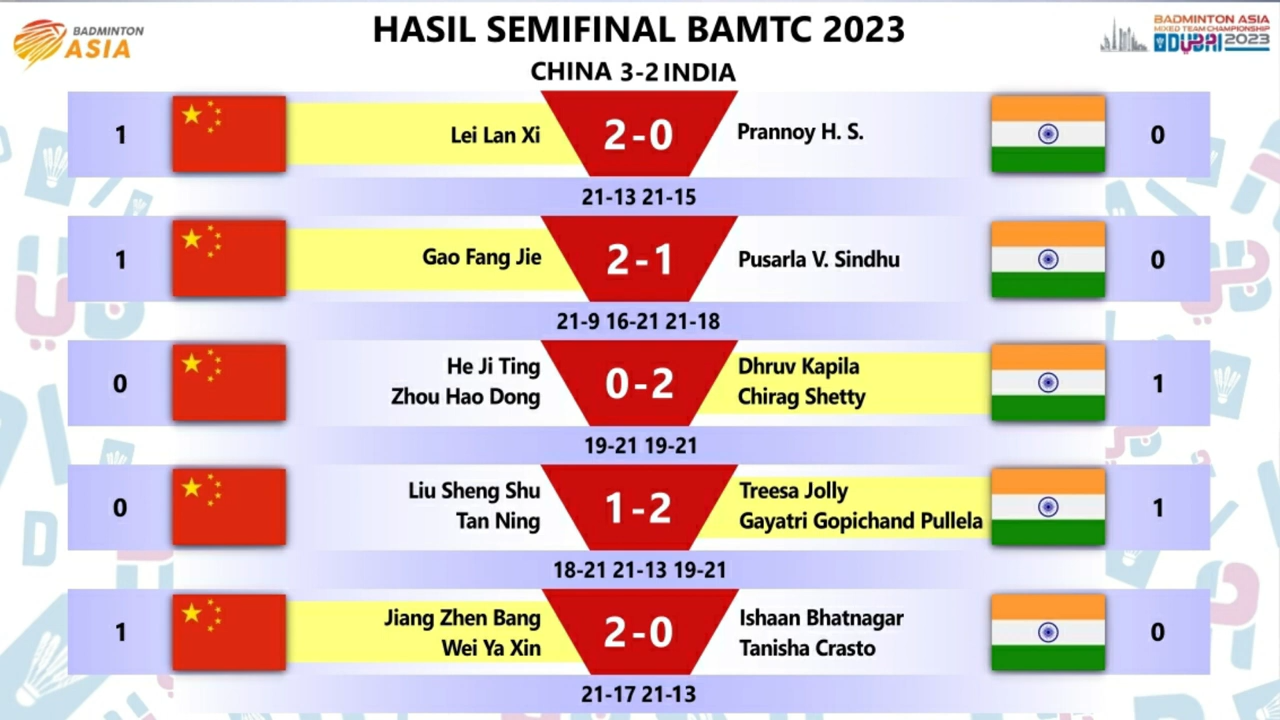 BADMINTON
ASIA
HASIL SEMIFINAL BAMTC 2023
BADMINTON ASIA
MIXED TEAM CHAMPIONSHIP
DUBAI 2023
CHINA 3-2 INDIA
1 Lei Lan Xi 2-0 Prannoy H. S. 0
21-13 21-15
1 Gao Fang Jie 2-1 Pusarla V. Sindhu 0
21-9 16-21 21-18
He Ji Ting Dhruv Kapila
0 0-2 1
Zhou Hao Dong Chirag Shetty
19-21 19-21
Liu Sheng Shu Treesa Jolly
0 1-2 1
Tan Ning Gayatri Gopichand Pullela
18-21 21-13 19-21
Jiang Zhen Bang Ishaan Bhatnagar
1 2-0 0
Wei Ya Xin Tanisha Crasto
21-17 21-13